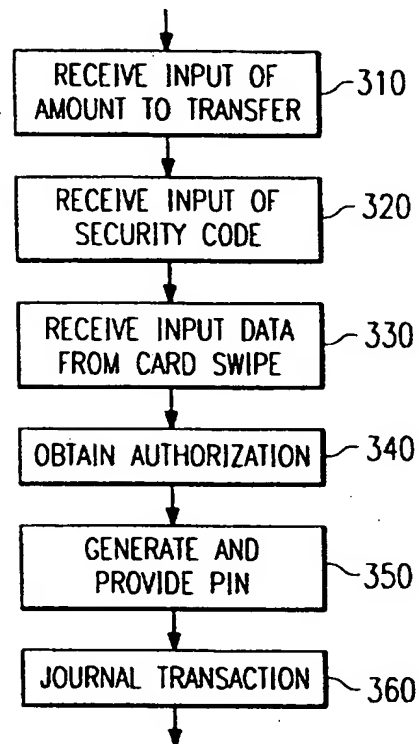 RECEIVE INPUT OF
AMOUNT TO TRANSFER
310
RECEIVE INPUT OF
SECURITY CODE
320
RECEIVE INPUT DATA
FROM CARD SWIPE
330
OBTAIN AUTHORIZATION
340
GENERATE AND
PROVIDE PIN
350
JOURNAL TRANSACTION
360